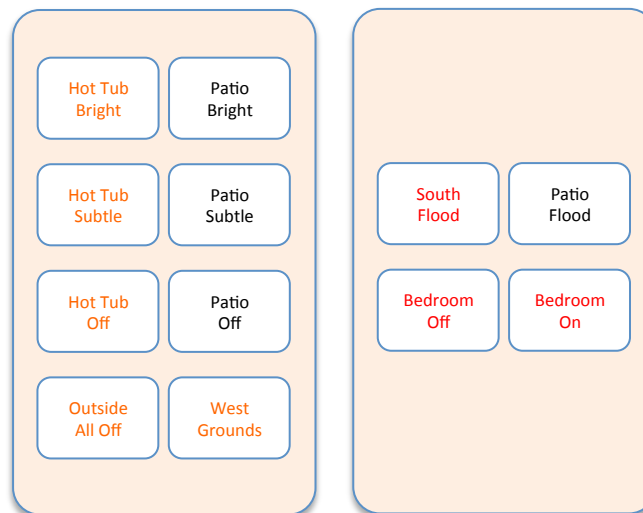 Hot Tub
Bright
Patio
Bright
Hot Tub
Subtle
Patio
Subtle
Hot Tub
Off
Patio
Off
Outside
All Off
West
Grounds
South
Flood
Patio
Flood
Bedroom
Off
Bedroom
On